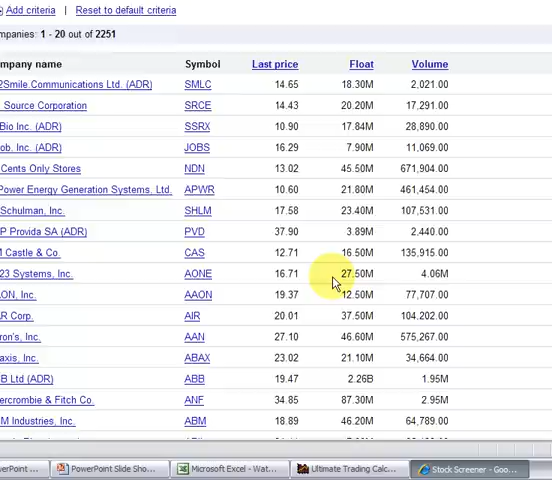 Add criteria | Reset to default criteria
mpanies: 1 - 20 out of 2251
mpany name Symbol Last price Float Volume
2Smile Communications Ltd. (ADR) SMLC 14.65 18.30M 2,021.00
Source Corporation SRCE 14.43 20.20M 17,291.00
Bio Inc. (ADR) SSRX 10.90 17.84M 28,890.00
ob, Inc. (ADR) JOBS 16.29 7.90M 11,069.00
Cents Only Stores NDN 13.02 45.50M 671,904.00
Power Energy Generation Systems, Ltd. APWR 10.60 21.80M 461,454.00
Schulman, Inc. SHLM 17.58 23.40M 107,531.00
P Provida SA (ADR) PVD 37.90 3.89M 2,440.00
M Castle & Co. CAS 12.71 16.50M 135,915.00
23 Systems, Inc. AONE 16.71 27.50M 4.06M
ON, Inc. AAON 19.37 12.50M 77,707.00
R Corp. AIR 20.01 37.50M 104,202.00
ron's, Inc. AAN 27.10 46.60M 575,267.00
axis, Inc. ABAX 23.02 21.10M 34,664.00
B Ltd (ADR) ABB 19.47 2.26B 1.95M
ercrombie & Fitch Co. ANF 34.85 87.30M 2.95M
M Industries, Inc. ABM 18.89 46.20M 64,789.00
werPoint ... PowerPoint Slide Sho... Microsoft Excel - Wat... Ultimate Trading Calc... Stock Screener - Goo...